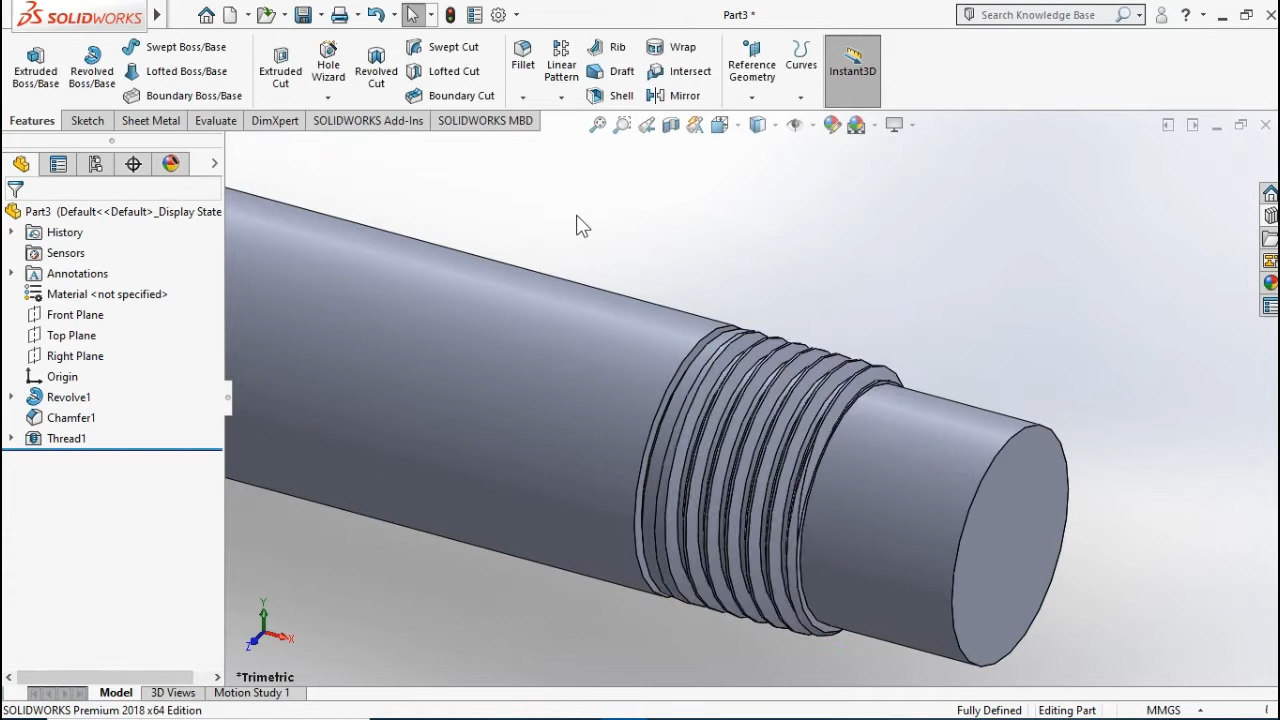 SOLIDWORKS
Part3 *
Search Knowledge Base
?
Extruded Boss/Base
Revolved Boss/Base
Swept Boss/Base
Lofted Boss/Base
Boundary Boss/Base
Extruded Cut
Hole Wizard
Revolved Cut
Swept Cut
Lofted Cut
Boundary Cut
Fillet
Linear Pattern
Rib
Draft
Shell
Wrap
Intersect
Mirror
Reference Geometry
Curves
Instant3D
Features
Sketch
Sheet Metal
Evaluate
DimXpert
SOLIDWORKS Add-Ins
SOLIDWORKS MBD
Part3 (Default<<Default>_Display State
History
Sensors
Annotations
Material <not specified>
Front Plane
Top Plane
Right Plane
Origin
Revolve1
Chamfer1
Thread1
Y
X
Z
*Trimetric
Model
3D Views
Motion Study 1
SOLIDWORKS Premium 2018 x64 Edition
Fully Defined
Editing Part
MMGS